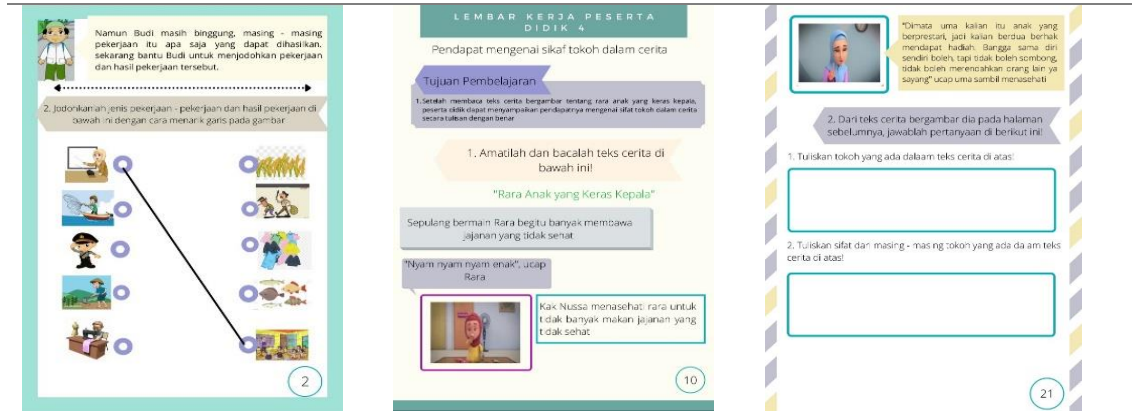 Namun Budi masih binggung, masing - masing
pekerjaan itu apa saja yang dapat dihasilkan.
sekarang bantu Budi untuk menjodohkan pekerjaan
dan hasil pekerjaan tersebut.
2. Jodohkanlah jenis pekerjaan - pekerjaan dan hasil pekerjaan di
bawah ini dengan cara menarik garis pada gambar
2
LEMBAR KERJA PESERTA
DIDIK 4
Pendapat mengenai sikaf tokoh dalam cerita
Tujuan Pembelajaran
1. Setelah membaca teks cerita bergambar tentang rara anak yang keras kepala,
peserta didik dapat menyampaikan pendapatnya mengenai sifat tokoh dalam cerita
secara tulisan dengan benar
1. Amatilah dan bacalah teks cerita di
bawah ini!
"Rara Anak yang Keras Kepala"
Sepulang bermain Rara begitu banyak membawa
jajanan yang tidak sehat
"Nyam nyam nyam enak", ucap
Rara
Kak Nussa menasehati rara untuk
tidak banyak makan jajanan yang
tidak sehat
10
"Dimata uma kalian itu anak yang
berprestari, jadi kalian berdua berhak
mendapat hadiah. Bangga sama diri
sendiri boleh, tapi tidak boleh sombong,
tidak boleh merendahkan orang lain ya
sayang" ucap uma sambil menasehati
2. Dari teks cerita bergambar dia pada halaman
sebelumnya, jawablah pertanyaan di berikut ini!
1. Tuliskan tokoh yang ada dalaam teks cerita di atas!
2. Tuliskan sifat dari masing - masing tokoh yang ada dalam teks
cerita di atas!
21